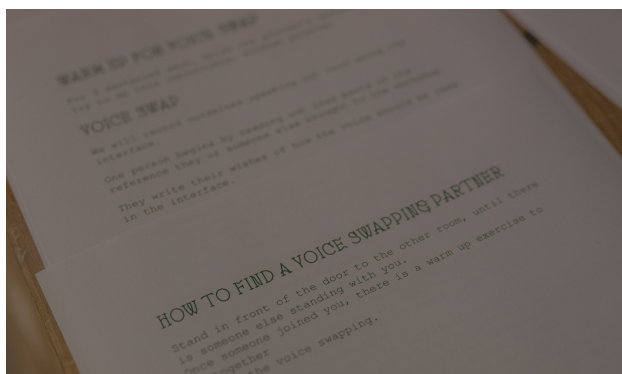 WARM UP FOR VOICE SWAP
VOICE SWAP
We will record ourselves speaking out loud using the
interface.
One person begins by reading out loud parts of the
reference they or someone else brought to the workshop.
They write their wishes of how the voice should be used
in the interface.
HOW TO FIND A VOICE SWAPPING PARTNER
Stand in front of the door to the other room, until there
is someone else standing with you.
Once someone joined you, there is a warm up exercise to
together
the voice swapping.